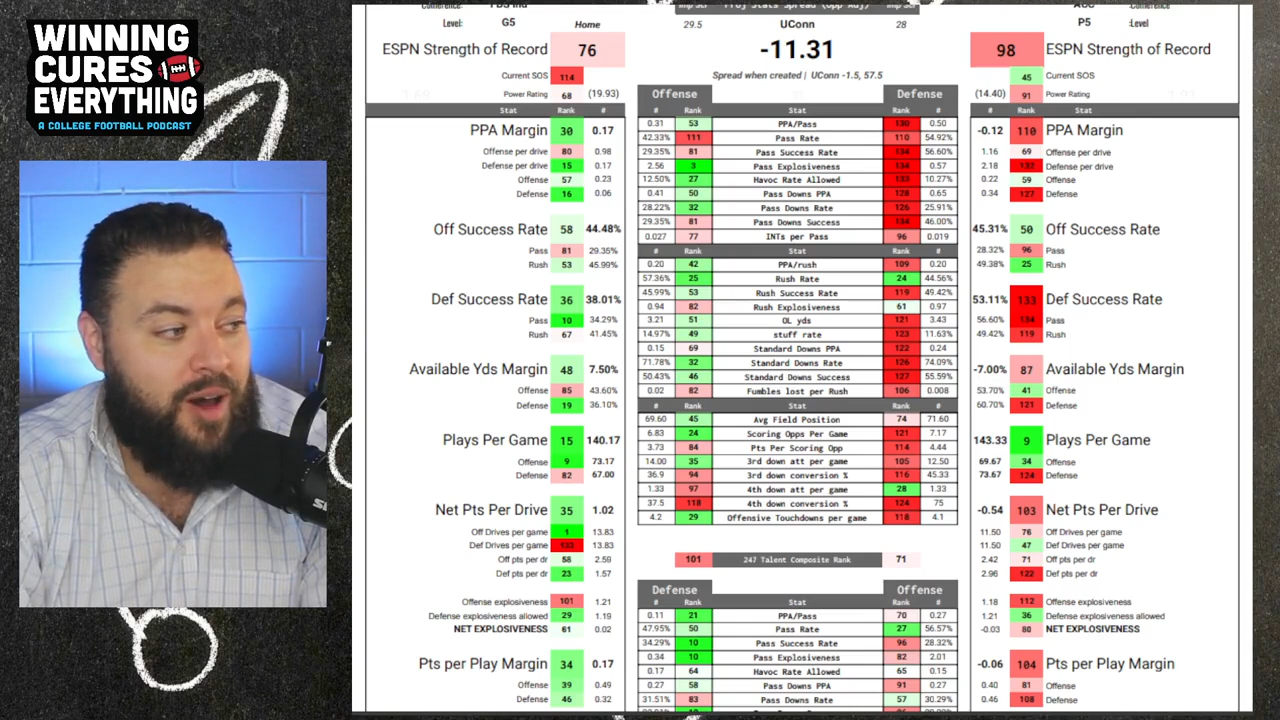 WINNING
CURES
EVERYTHING
A COLLEGE FOOTBALL PODCAST
Level: G5 Home 29.5 UConn 28 P5 :Level
ESPN Strength of Record 76 -11.31 98 ESPN Strength of Record
Current SOS 114 Spread when created | UConn -1.5, 57.5 45 Current SOS
Power Rating 68 (19.93) (14.40) 91 Power Rating
Stat Rank # Rank Stat
PPA Margin 30 0.17
Offense per drive 80 0.98
Defense per drive 15 0.17
Offense 57 0.23
Defense 16 0.06
Off Success Rate 58 44.48%
Pass 81 29.35%
Rush 53 45.99%
Def Success Rate 36 38.01%
Pass 10 34.29%
Rush 67 41.45%
Available Yds Margin 48 7.50%
Offense 85 43.60%
Defense 19 36.10%
Plays Per Game 15 140.17
Offense 9 73.17
Defense 82 67.00
Net Pts Per Drive 35 1.02
Off Drives per game 1 13.83
Def Drives per game 133 13.83
Off pts per dr 58 2.59
Def pts per dr 23 1.57
Offense explosiveness 101 1.21
Defense explosiveness allowed 29 1.19
NET EXPLOSIVENESS 61 0.02
Pts per Play Margin 34 0.17
Offense 39 0.49
Defense 46 0.32
Offense Defense
# Rank Stat Rank #
0.31 53 PPA/Pass 130 0.50
42.33% 111 Pass Rate 110 54.92%
29.35% 81 Pass Success Rate 134 56.60%
2.56 3 Pass Explosiveness 134 0.57
12.50% 27 Havoc Rate Allowed 133 10.27%
0.41 50 Pass Downs PPA 128 0.65
28.22% 32 Pass Downs Rate 126 25.91%
29.35% 81 Pass Downs Success 134 46.00%
0.027 77 INTs per Pass 96 0.019
# Rank Stat Rank #
0.20 42 PPA/rush 109 0.20
57.36% 25 Rush Rate 24 44.56%
45.99% 53 Rush Success Rate 119 49.42%
0.94 82 Rush Explosiveness 61 0.97
3.21 51 OL yds 121 3.43
14.97% 49 stuff rate 123 11.63%
0.15 69 Standard Downs PPA 122 0.24
71.78% 32 Standard Downs Rate 126 74.09%
50.43% 46 Standard Downs Success 127 55.59%
0.02 82 Fumbles lost per Rush 106 0.008
# Rank Stat Rank #
69.60 45 Avg Field Position 74 71.60
6.83 24 Scoring Opps Per Game 121 7.17
3.73 84 Pts Per Scoring Opp 114 4.44
14.00 35 3rd down att per game 105 12.50
36.9 94 3rd down conversion % 116 45.33
1.33 97 4th down att per game 28 1.33
37.5 118 4th down conversion % 124 75
4.2 29 Offensive Touchdowns per game 118 4.1
101 247 Talent Composite Rank 71
Defense Offense
# Rank Stat Rank #
0.11 21 PPA/Pass 70 0.27
47.95% 50 Pass Rate 27 56.57%
34.29% 10 Pass Success Rate 96 28.32%
0.34 10 Pass Explosiveness 82 2.01
0.17 64 Havoc Rate Allowed 65 0.15
0.27 58 Pass Downs PPA 91 0.27
31.51% 83 Pass Downs Rate 57 30.29%
-0.12 110 PPA Margin
1.16 69 Offense per drive
2.18 Defense per drive
0.22 59 Offense
0.34 127 Defense
45.31% 50 Off Success Rate
28.32% 96 Pass
49.38% 25 Rush
53.11% 133 Def Success Rate
56.60% 134 Pass
49.42% 119 Rush
-7.00% 87 Available Yds Margin
53.70% 41 Offense
60.70% 121 Defense
143.33 9 Plays Per Game
69.67 34 Offense
73.67 124 Defense
-0.54 103 Net Pts Per Drive
11.50 76 Off Drives per game
11.50 47 Def Drives per game
2.42 71 Off pts per dr
2.96 122 Def pts per dr
1.18 112 Offense explosiveness
1.21 36 Defense explosiveness allowed
-0.03 80 NET EXPLOSIVENESS
-0.06 104 Pts per Play Margin
0.40 81 Offense
0.46 108 Defense